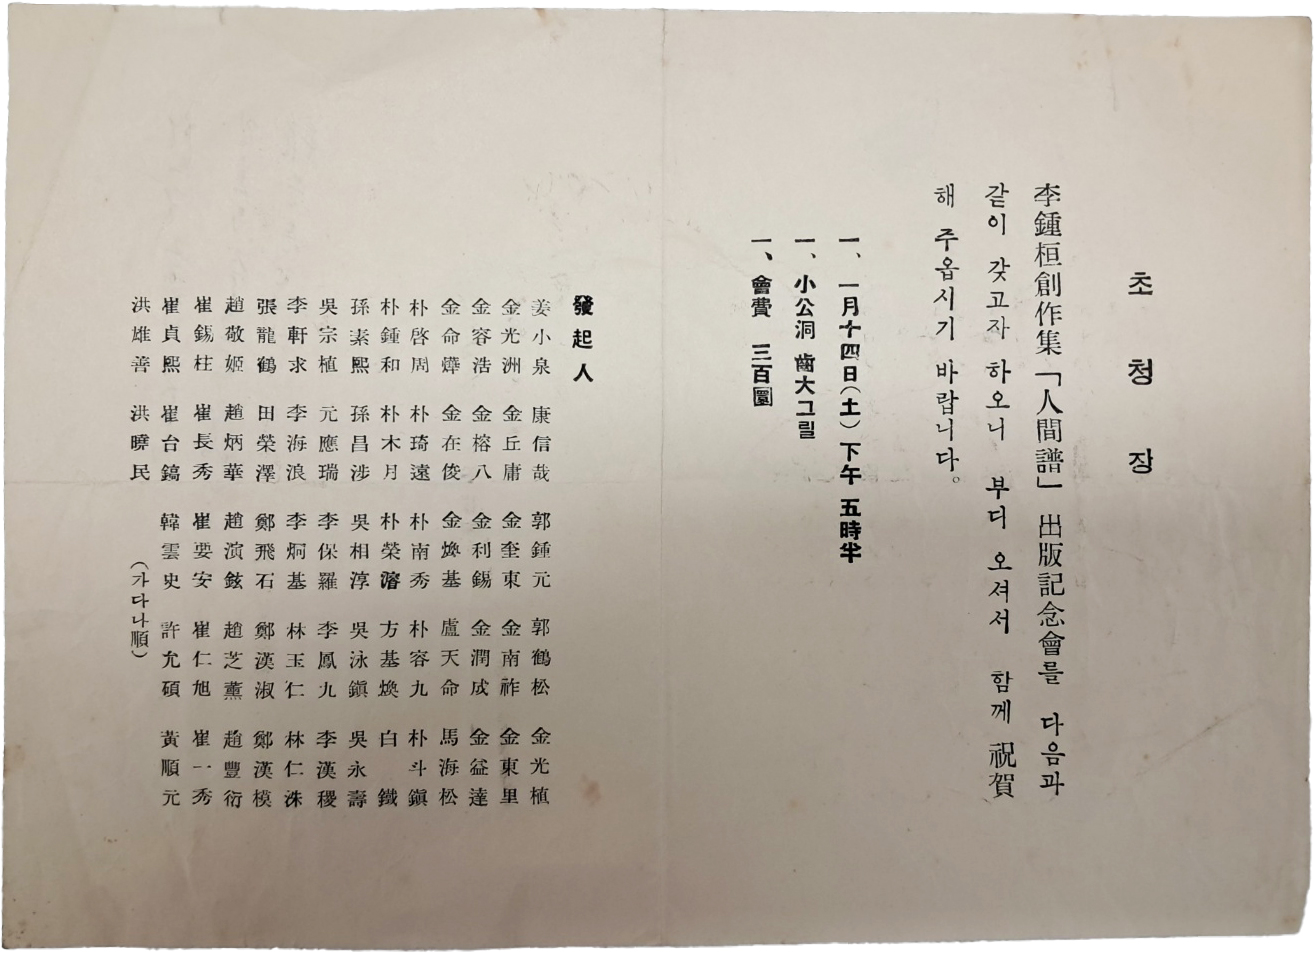 초청장
李鍾桓創作集「人間譜」出版記念會를 다음과
같이 갖고자 하오니 부디 오셔서 함께 祝賀
해 주옵시기 바랍니다。
一、一月十四日(土) 下午 五時半
一、小公洞 齒大그릴
一、會費 三百圜
發起人
姜小泉 康信哉 郭鍾元 郭鶴松 金光植
金光洲 金丘庸 金奎東 金南祚 金東里
金容浩 金榕八 金利錫 金潤成 金益達
金命燁 金在俊 金煥基 盧天命 馬海松
朴啓周 朴琦遠 朴南秀 朴容九 朴斗鎭
朴鍾和 朴木月 朴榮濬 方基煥 白鐵
孫素熙 孫昌涉 吳相淳 吳泳鎭 吳永壽
吳宗植 元應瑞 李保羅 李鳳九 李漢稷
李軒求 李海浪 李炯基 林玉仁 林仁洙
張龍鶴 田榮澤 鄭飛石 鄭漢淑 鄭漢模
趙敬姬 趙炳華 趙演鉉 趙芝薰 趙豐衍
崔錫柱 崔長秀 崔要安 崔仁旭 崔一秀
崔貞熙 崔台鎬 韓雲史 許允碩 黃順元
洪雄善 洪曉民
(가다나順)